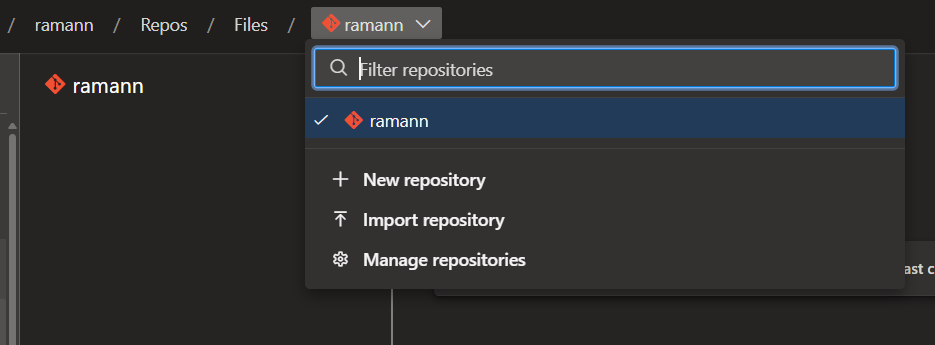 / ramann / Repos / Files / ramann
ramann
Filter repositories
ramann
New repository
Import repository
Manage repositories
ast c